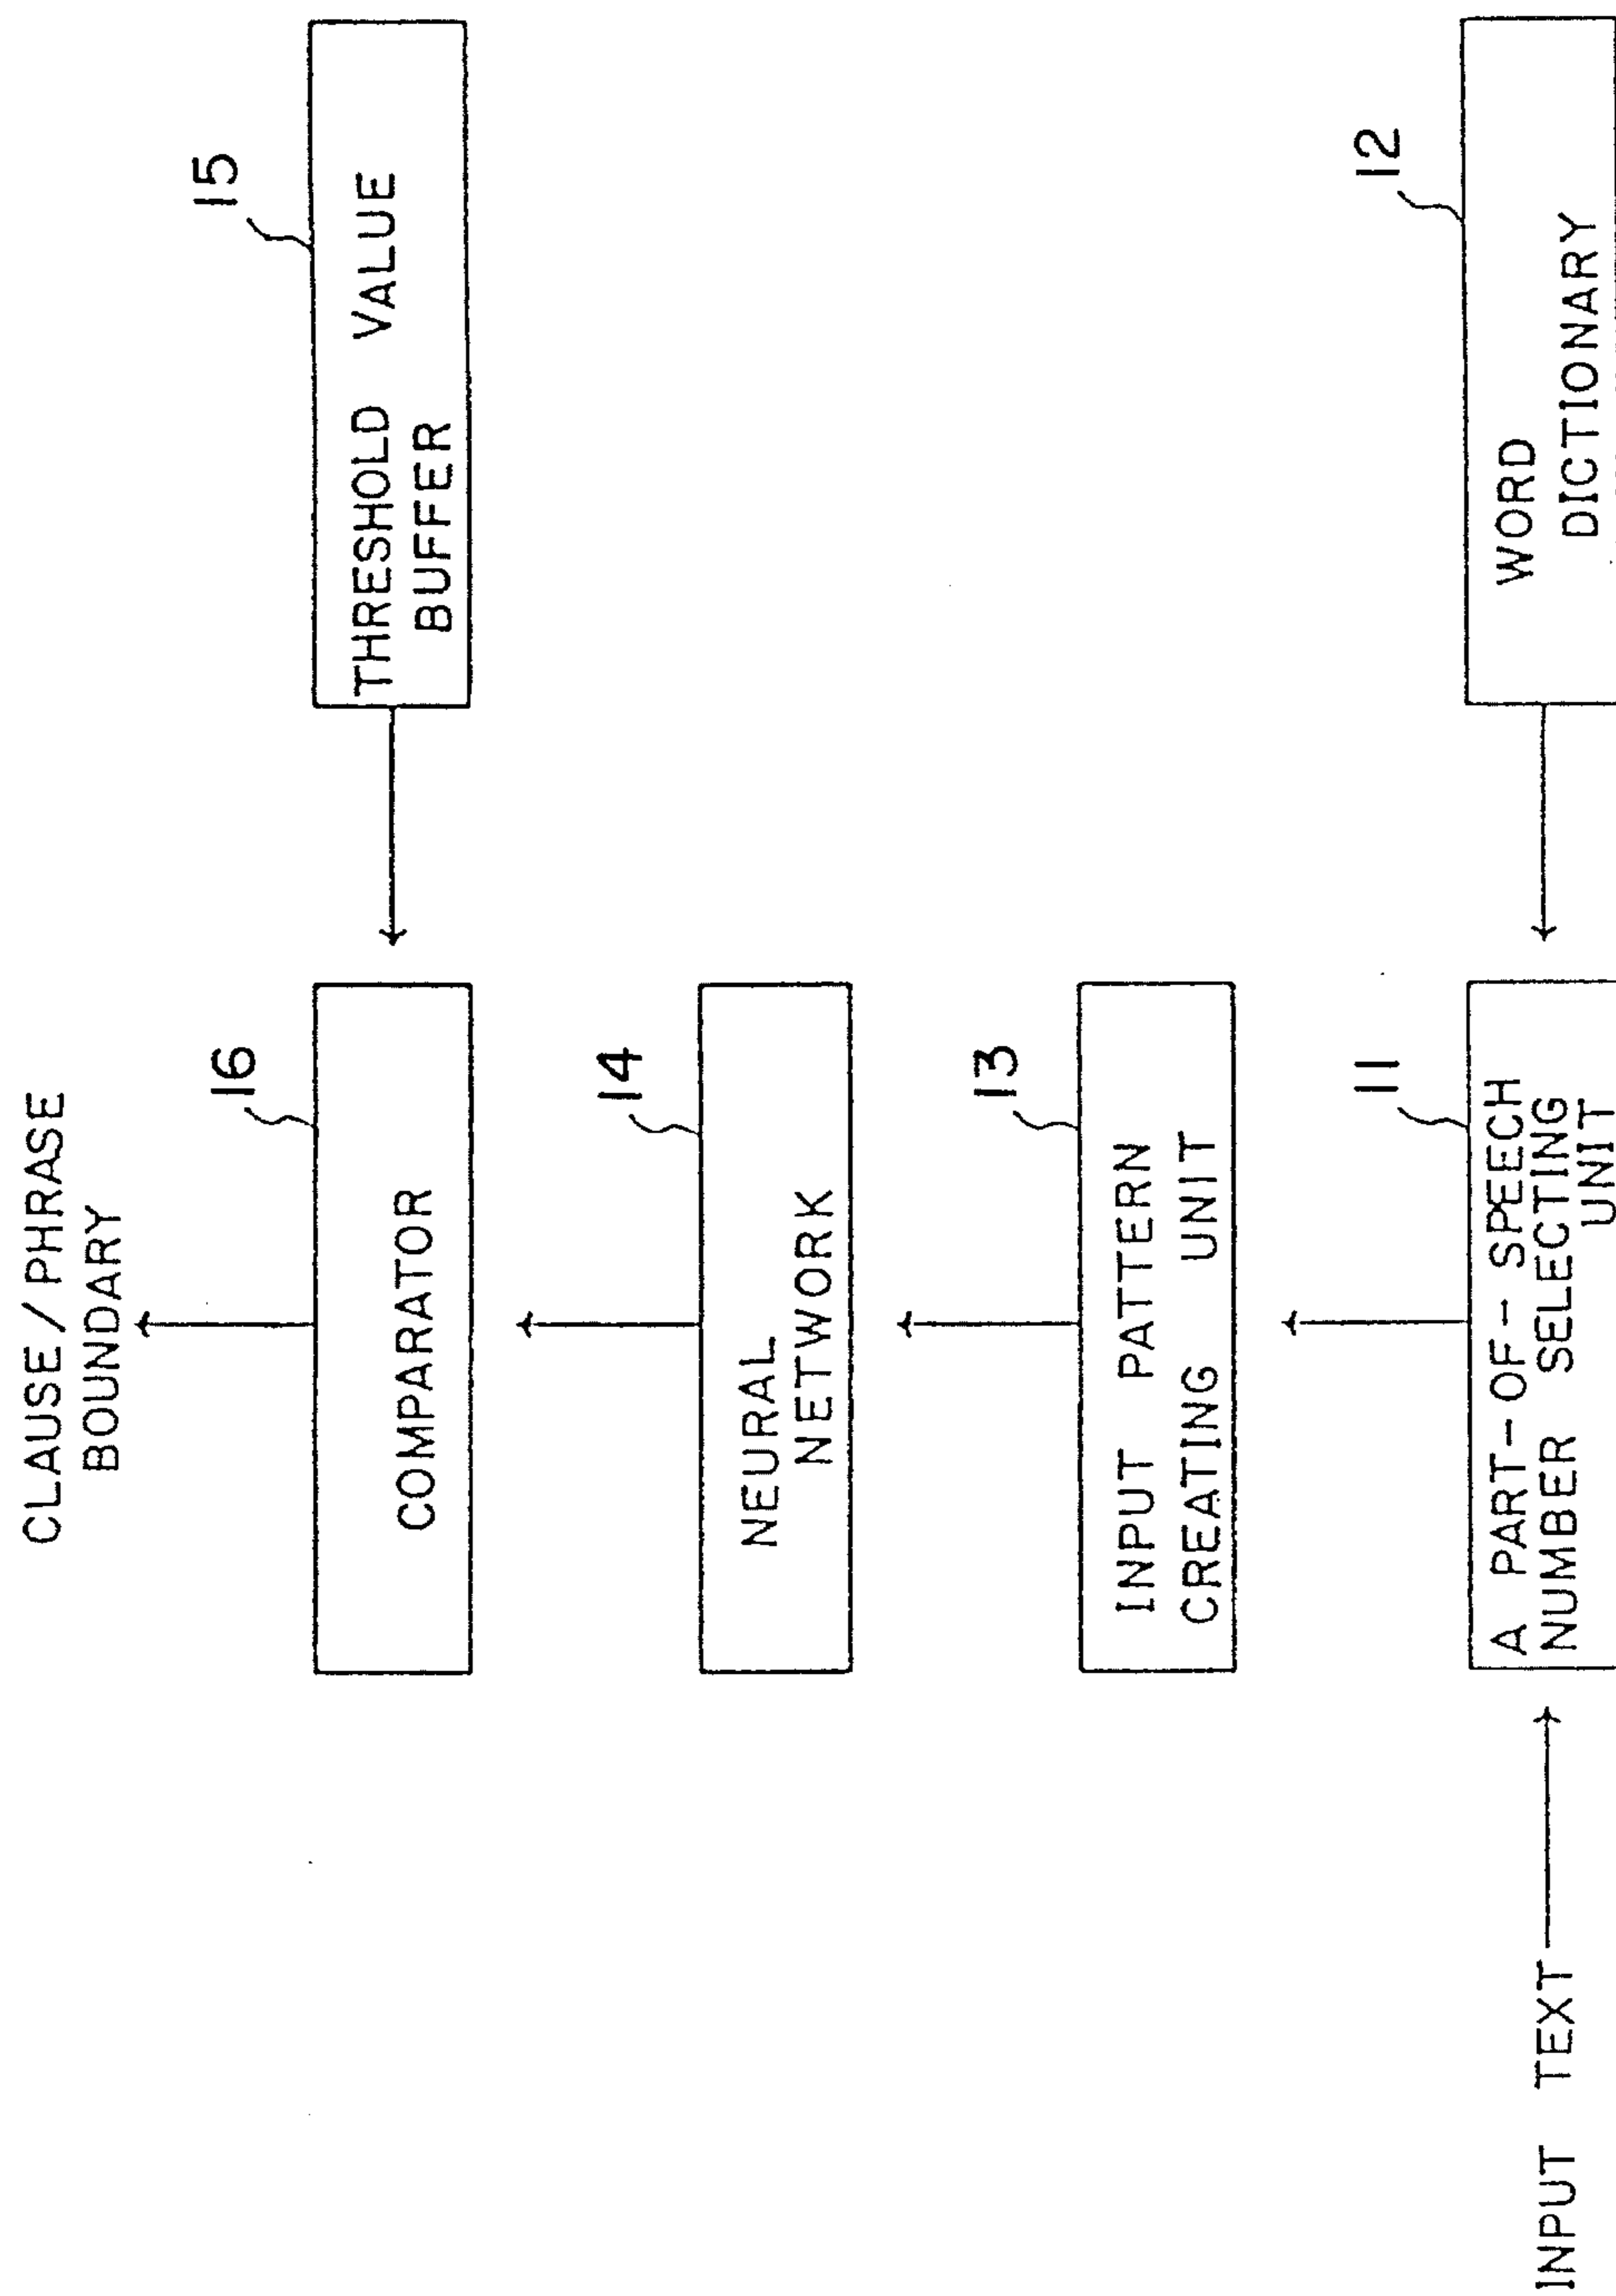 CLAUSE / PHRASE
BOUNDARY
16
COMPARATOR
15
THRESHOLD VALUE
BUFFER
14
NEURAL
NETWORK
13
INPUT PATTERN
CREATING UNIT
11
A PART-OF-SPEECH
NUMBER SELECTING
UNIT
12
WORD
DICTIONARY
INPUT TEXT